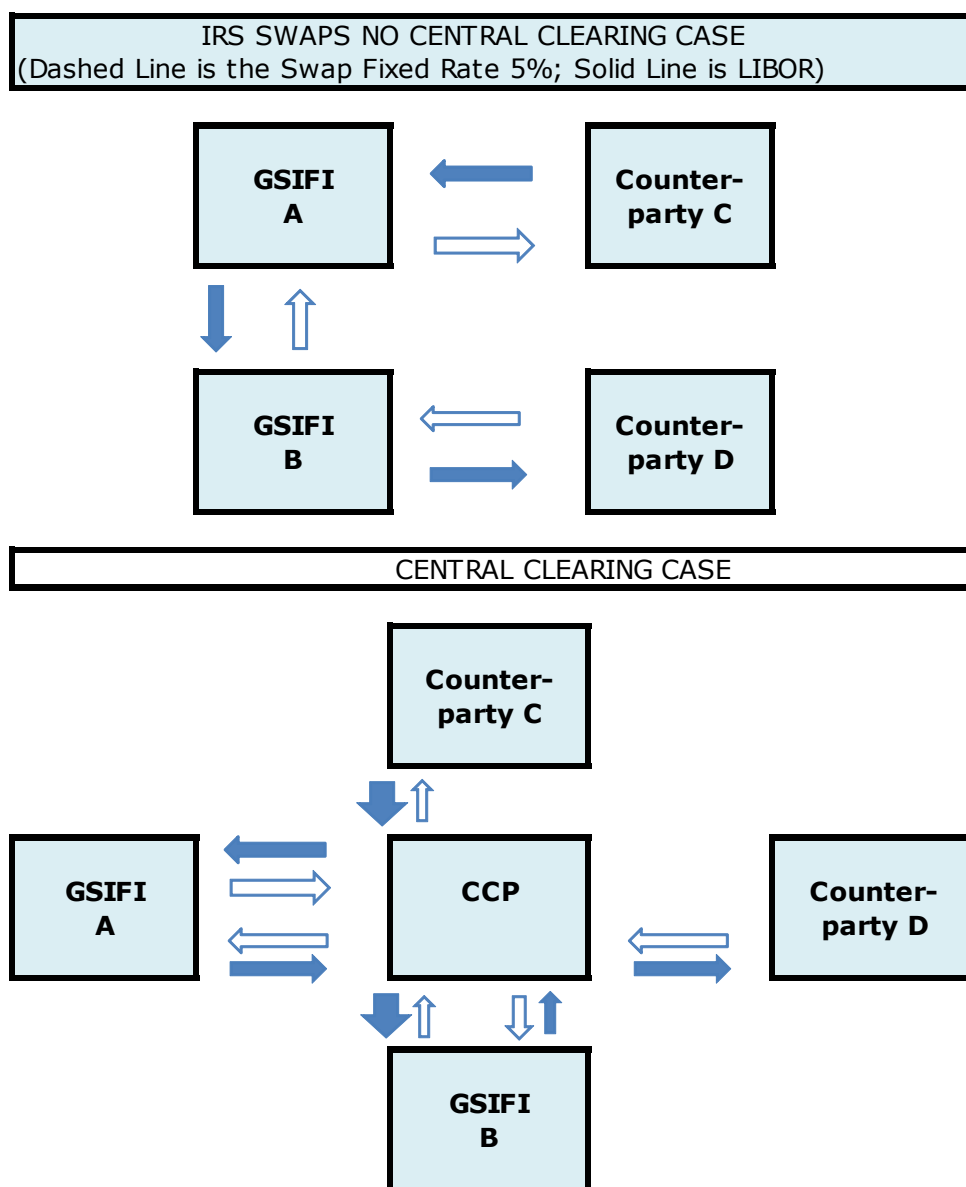 IRS SWAPS NO CENTRAL CLEARING CASE
(Dashed Line is the Swap Fixed Rate 5%; Solid Line is LIBOR)
GSIFI
A
Counter-
party C
GSIFI
B
Counter-
party D
CENTRAL CLEARING CASE
Counter-
party C
GSIFI
A
CCP
Counter-
party D
GSIFI
B